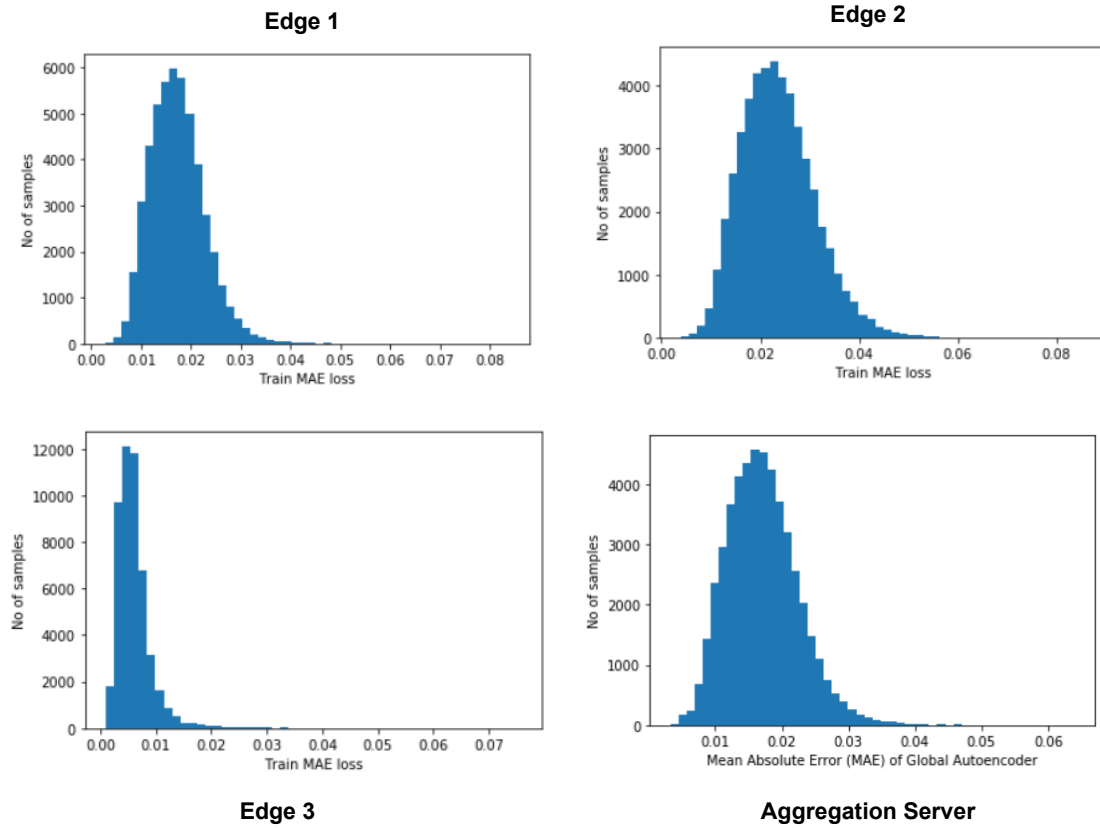 Edge 1
6000
5000
4000
3000
2000
1000
0
No of samples
0.00 0.01 0.02 0.03 0.04 0.05 0.06 0.07 0.08
Train MAE loss
Edge 2
4000
3000
2000
1000
0
No of samples
0.00 0.02 0.04 0.06 0.08
Train MAE loss
12000
10000
8000
6000
4000
2000
0
No of samples
0.00 0.01 0.02 0.03 0.04 0.05 0.06 0.07
Train MAE loss
Edge 3
4000
3000
2000
1000
0
No of samples
0.01 0.02 0.03 0.04 0.05 0.06
Mean Absolute Error (MAE) of Global Autoencoder
Aggregation Server